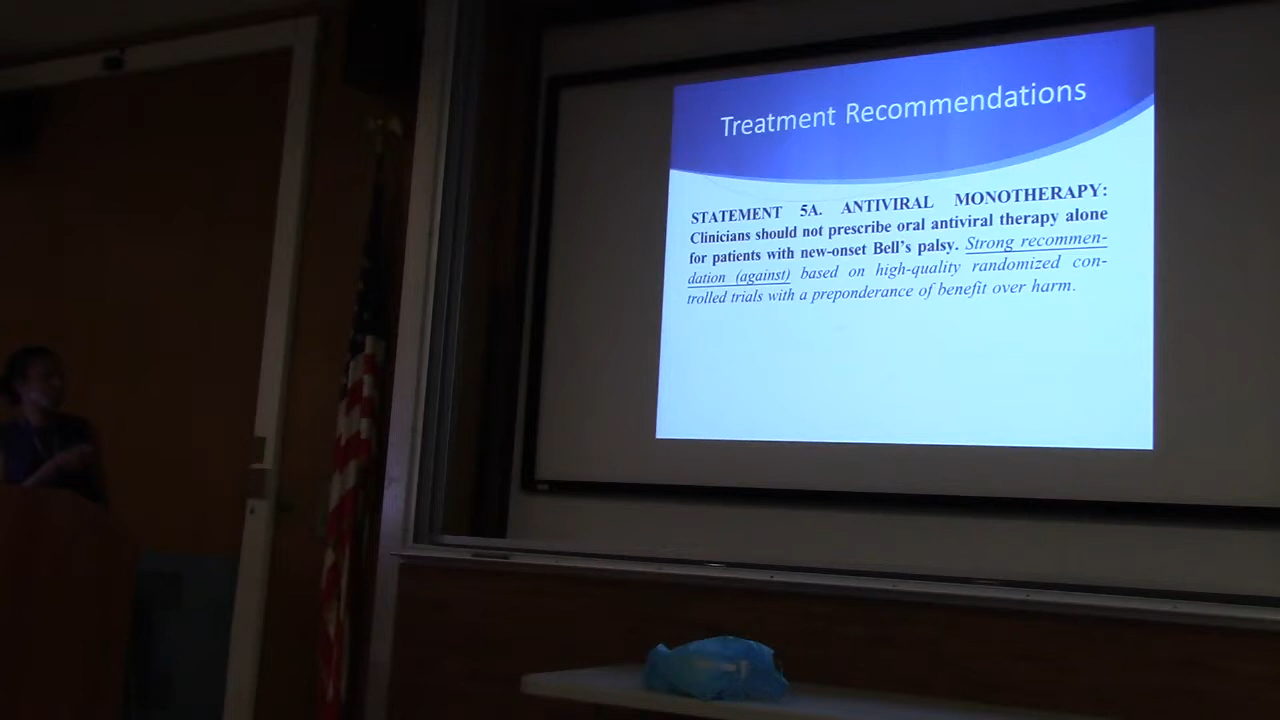 Treatment Recommendations
STATEMENT 5A. ANTIVIRAL MONOTHERAPY:
Clinicians should not prescribe oral antiviral therapy alone
for patients with new-onset Bell's palsy. Strong recommen-
dation (against) based on high-quality randomized con-
trolled trials with a preponderance of benefit over harm.